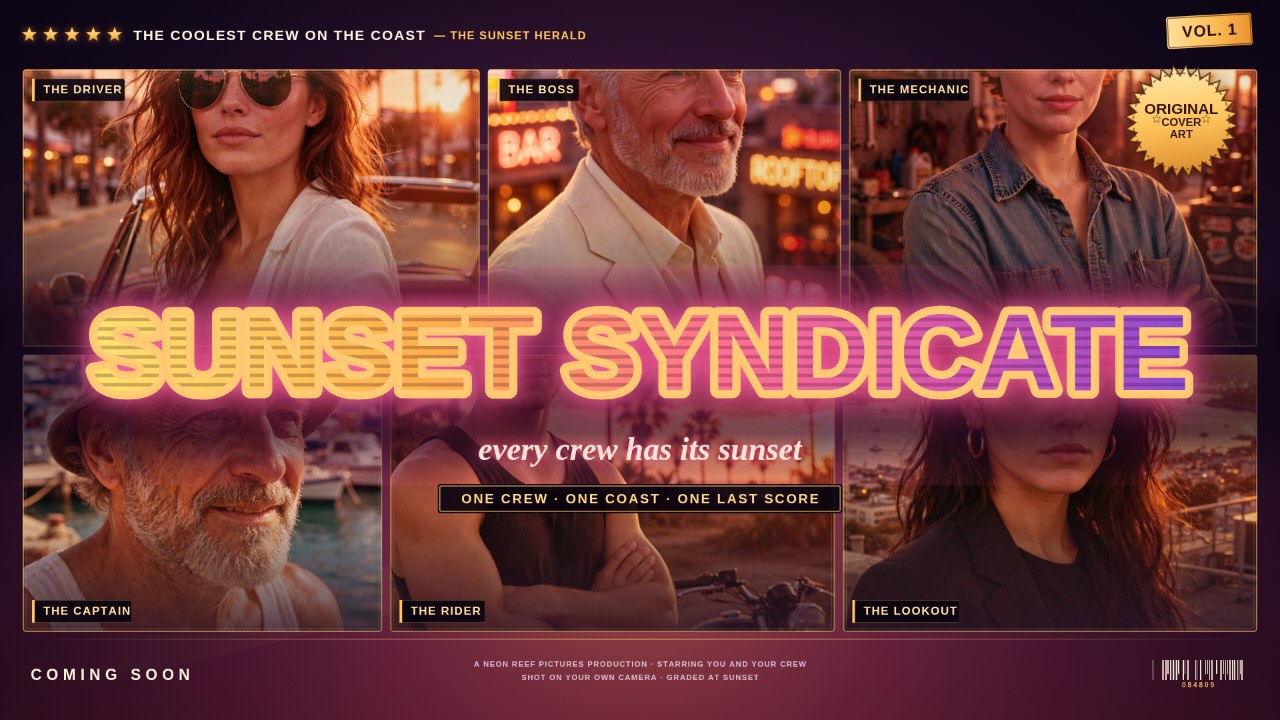 ★★★★★ THE COOLEST CREW ON THE COAST — THE SUNSET HERALD
VOL. 1
THE DRIVER
THE BOSS
THE MECHANIC
ORIGINAL
☆COVER☆
ART
BAR
ROOFTOP
SUNSET SYNDICATE
every crew has its sunset
ONE CREW · ONE COAST · ONE LAST SCORE
THE CAPTAIN
THE RIDER
THE LOOKOUT
COMING SOON
A NEON REEF PICTURES PRODUCTION · STARRING YOU AND YOUR CREW
SHOT ON YOUR OWN CAMERA · GRADED AT SUNSET
084809